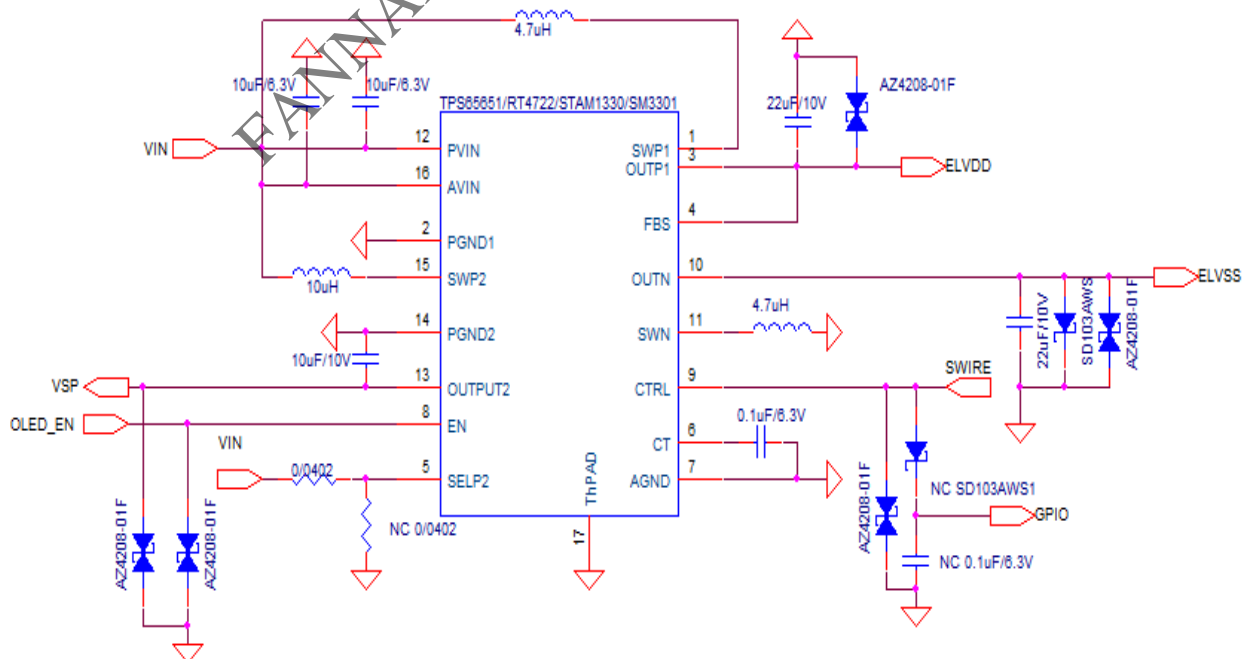 FANNA
4.7uH
10uF/6.3V
10uF/6.3V
TPS65651/RT4722/STAM1330/SM3301
22uF/10V
AZ4208-01F
VIN
12
PVIN
SWP1
1
OUTP1
3
ELVDD
16
AVIN
FBS
4
2
PGND1
15
SWP2
10uH
OUTN
10
ELVSS
14
PGND2
10uF/10V
SWN
11
4.7uH
22uF/10V
SD103AWS
AZ4208-01F
VSP
13
OUTPUT2
CTRL
9
SWIRE
OLED_EN
8
EN
CT
6
0.1uF/6.3V
VIN
0/0402
5
SELP2
ThPAD
AGND
7
NC 0/0402
17
AZ4208-01F
AZ4208-01F
AZ4208-01F
NC SD103AWS1
GPIO
NC 0.1uF/6.3V